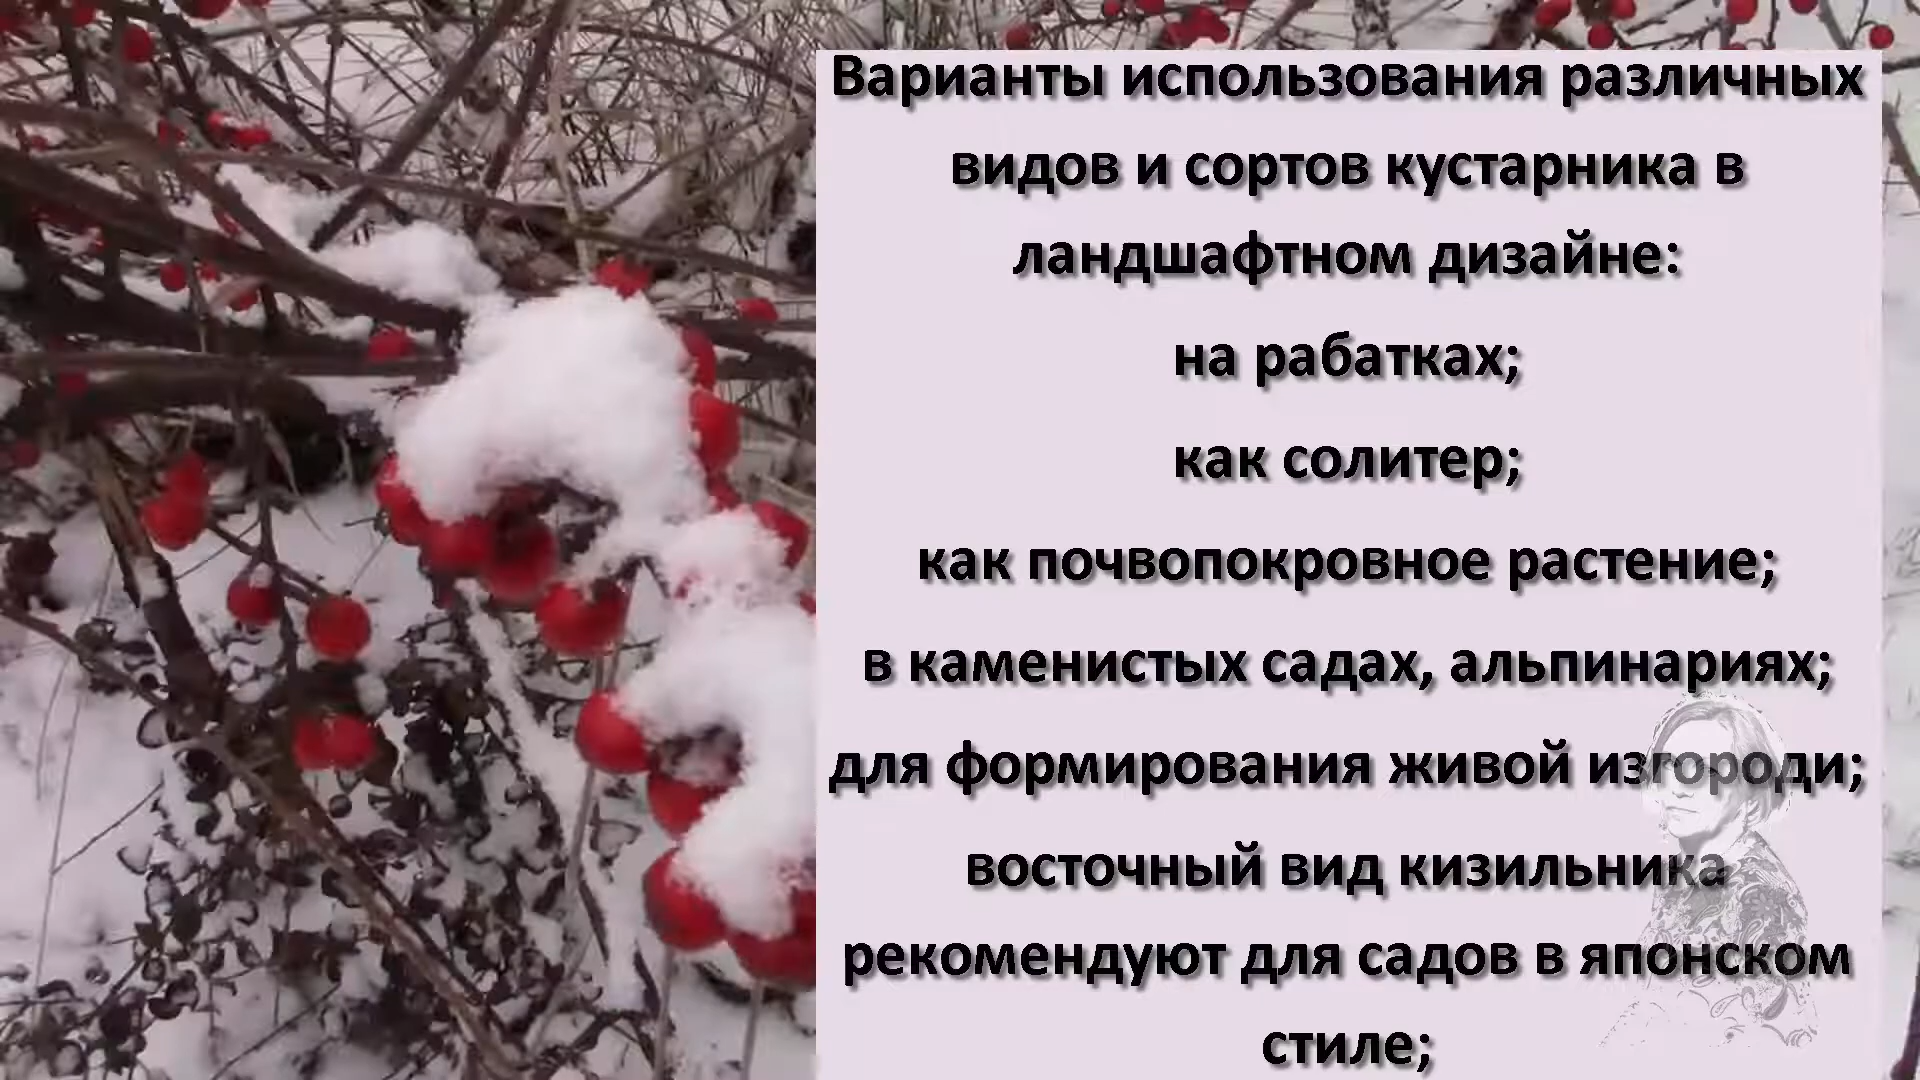 Варианты использования различных
видов и сортов кустарника в
ландшафтном дизайне:
на рабатках;
как солитер;
как почвопокровное растение;
в каменистых садах, альпинариях;
для формирования живой изгороди;
восточный вид кизильника
рекомендуют для садов в японском
стиле;